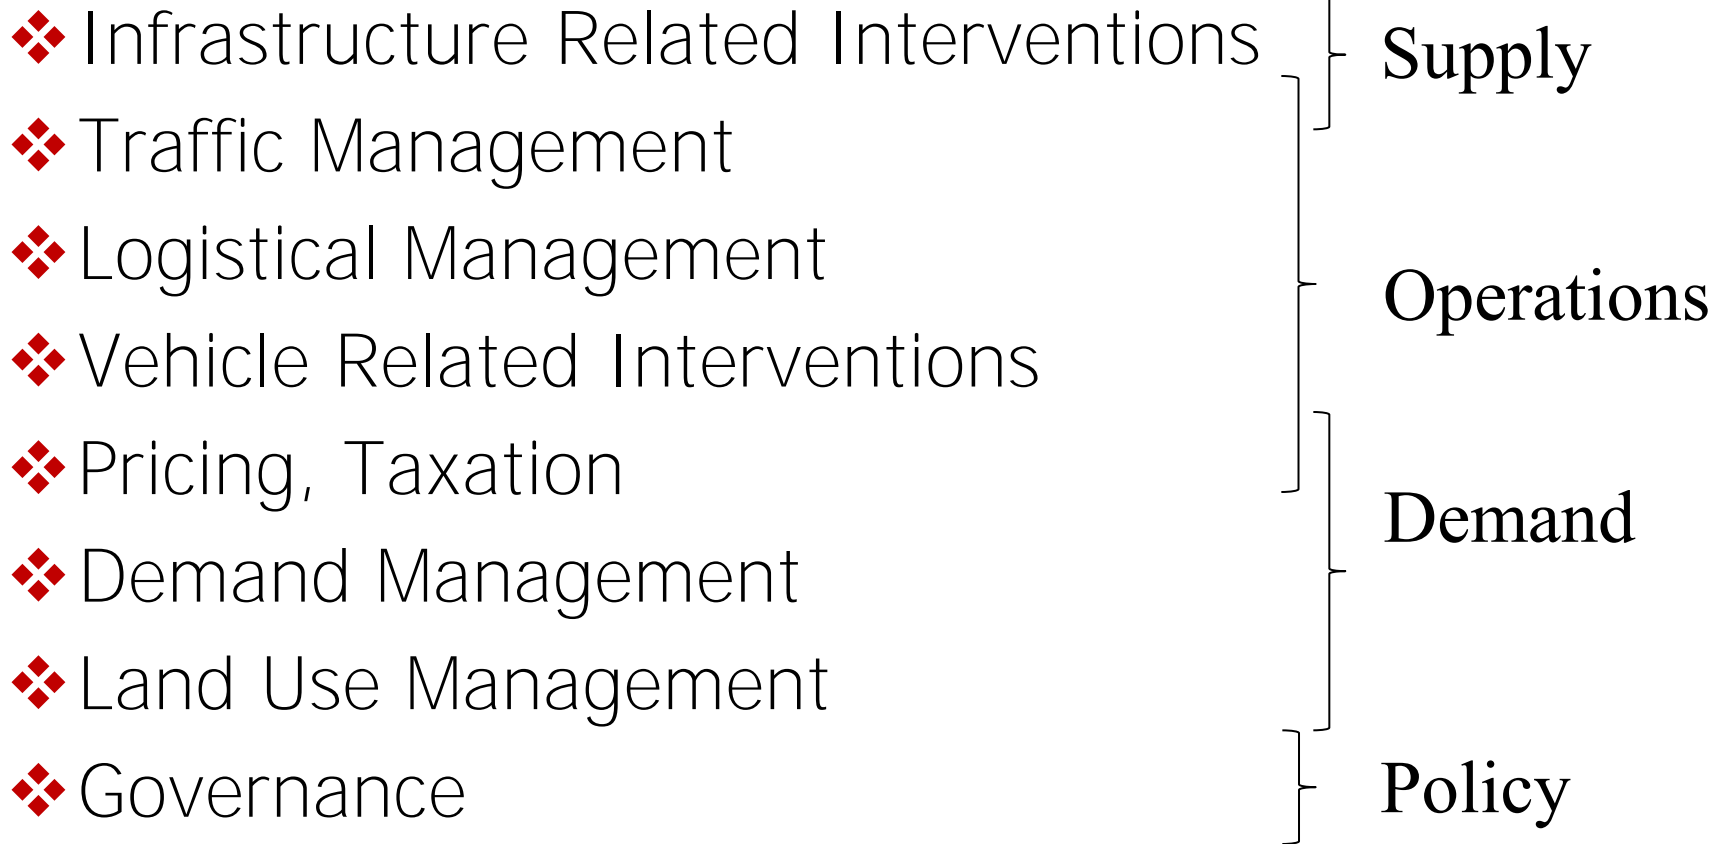 ❖ Infrastructure Related Interventions
❖ Traffic Management
❖ Logistical Management
❖ Vehicle Related Interventions
❖ Pricing, Taxation
❖ Demand Management
❖ Land Use Management
❖ Governance
Supply
Operations
Demand
Policy